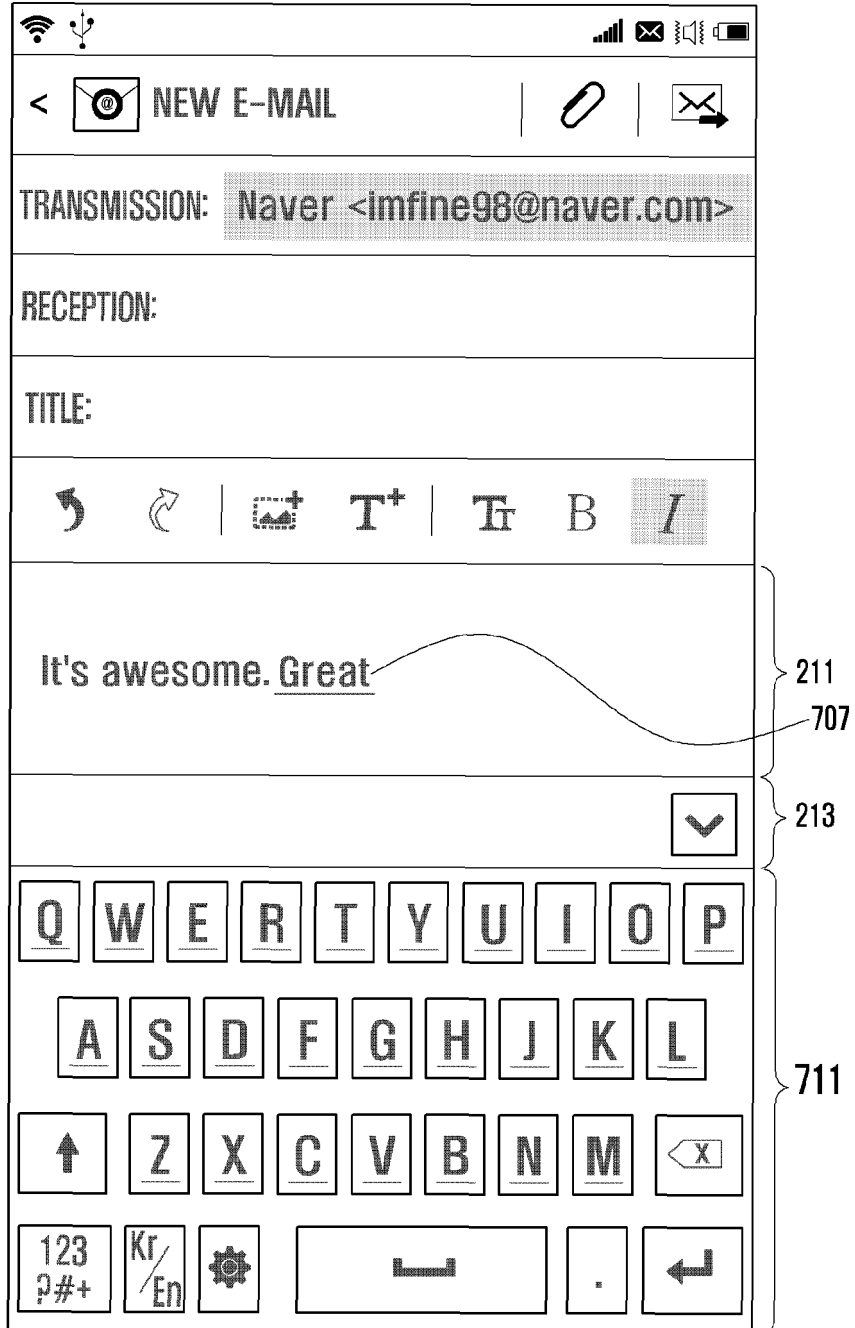 < @ NEW E-MAIL
TRANSMISSION: Naver <imfine98@naver.com>
RECEPTION:
TITLE:
T+ TT B I
It's awesome. Great
211
707
213
Q W E R T Y U I O P
A S D F G H J K L
711
Z X C V B N M X
123 Kr/En .
?#+